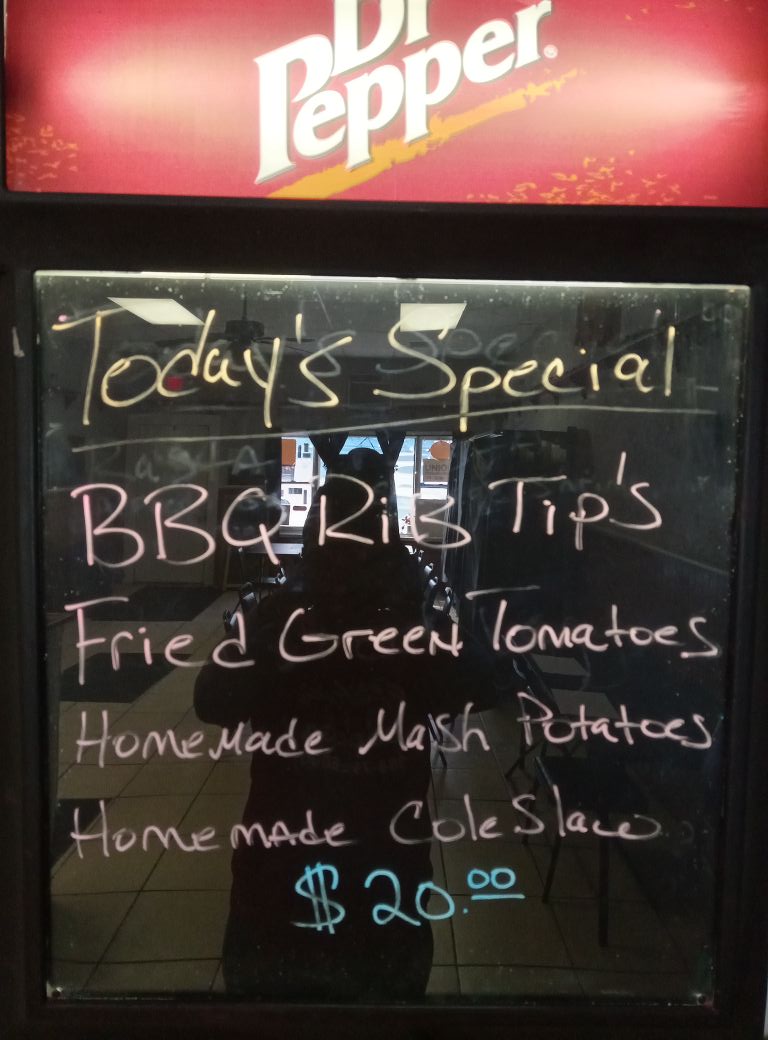 Dr
Pepper®
Today's Special
BBQ RiB Tip's
Fried Green Tomatoes
Homemade Mash Potatoes
Homemade Cole Slaw
$20.00